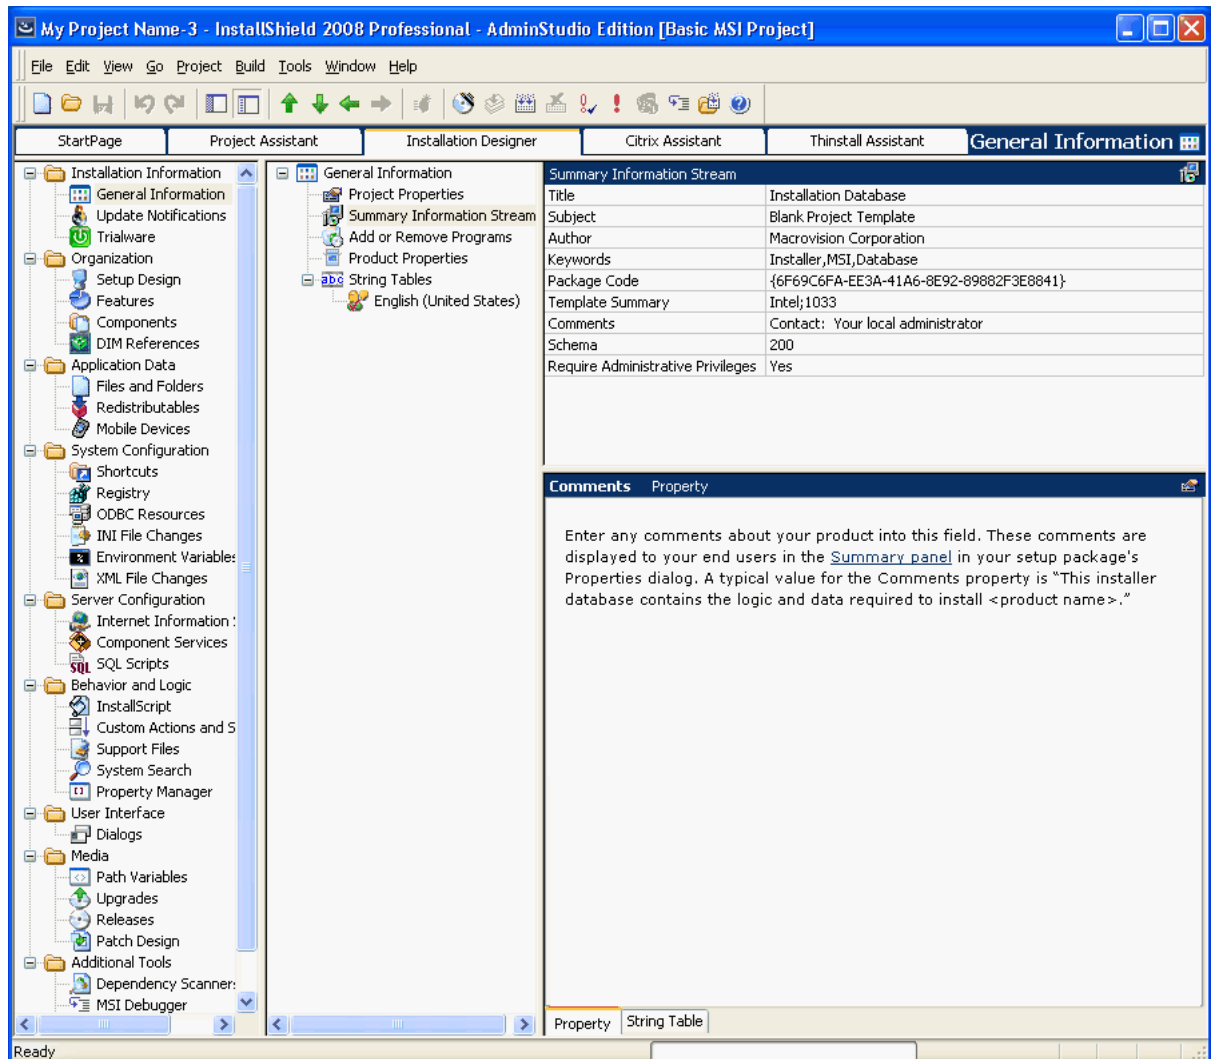 My Project Name-3 - InstallShield 2008 Professional - AdminStudio Edition [Basic MSI Project]
File Edit View Go Project Build Tools Window Help
StartPage Project Assistant Installation Designer Citrix Assistant Thinstall Assistant General Information
Installation Information
General Information
Update Notifications
Trialware
Organization
Setup Design
Features
Components
DIM References
Application Data
Files and Folders
Redistributables
Mobile Devices
System Configuration
Shortcuts
Registry
ODBC Resources
INI File Changes
Environment Variables
XML File Changes
Server Configuration
Internet Information
Component Services
SQL Scripts
Behavior and Logic
InstallScript
Custom Actions and S
Support Files
System Search
Property Manager
User Interface
Dialogs
Media
Path Variables
Upgrades
Releases
Patch Design
Additional Tools
Dependency Scanner
MSI Debugger
General Information
Project Properties
Summary Information Stream
Add or Remove Programs
Product Properties
abc String Tables
English (United States)
Summary Information Stream
Title Installation Database
Subject Blank Project Template
Author Macrovision Corporation
Keywords Installer,MSI,Database
Package Code {6F69C6FA-EE3A-41A6-8E92-89882F3E8841}
Template Summary Intel;1033
Comments Contact: Your local administrator
Schema 200
Require Administrative Privileges Yes
Comments Property
Enter any comments about your product into this field. These comments are
displayed to your end users in the Summary panel in your setup package's
Properties dialog. A typical value for the Comments property is "This installer
database contains the logic and data required to install <product name>."
Property String Table
Ready